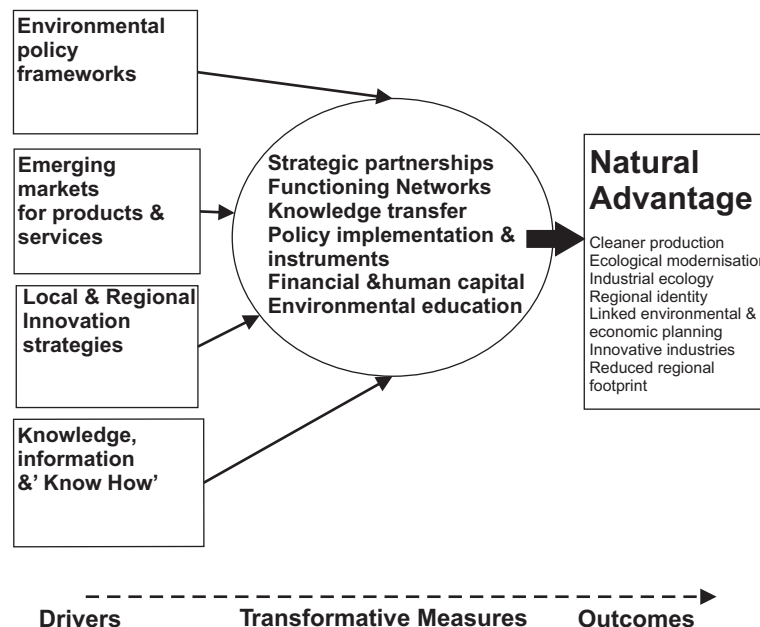 Environmental
policy
frameworks
Emerging
markets
for products &
services
Local & Regional
Innovation
strategies
Knowledge,
information
&' Know How'
Strategic partnerships
Functioning Networks
Knowledge transfer
Policy implementation &
instruments
Financial &human capital
Environmental education
Natural
Advantage
Cleaner production
Ecological modernisation
Industrial ecology
Regional identity
Linked environmental &
economic planning
Innovative industries
Reduced regional
footprint
Drivers
Transformative Measures
Outcomes